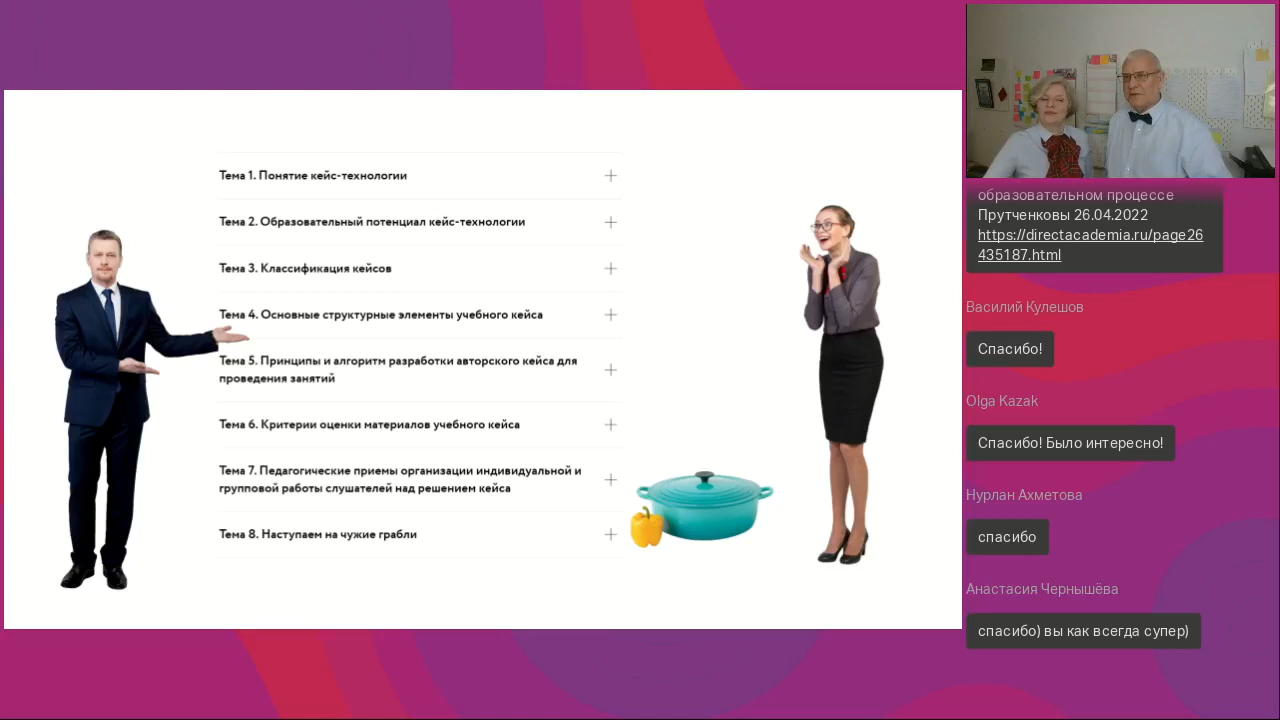 Тема 1. Понятие кейс-технологии
Тема 2. Образовательный потенциал кейс-технологии
Тема 3. Классификация кейсов
Тема 4. Основные структурные элементы учебного кейса
Тема 5. Принципы и алгоритм разработки авторского кейса для
проведения занятий
Тема 6. Критерии оценки материалов учебного кейса
Тема 7. Педагогические приемы организации индивидуальной и
групповой работы слушателей над решением кейса
Тема 8. Наступаем на чужие грабли
образовательном процессе
Прутченковы 26.04.2022
https://directacademia.ru/page26
435187.html
Василий Кулешов
Спасибо!
Olga Kazak
Спасибо! Было интересно!
Нурлан Ахметова
спасибо
Анастасия Чернышёва
спасибо) вы как всегда супер)